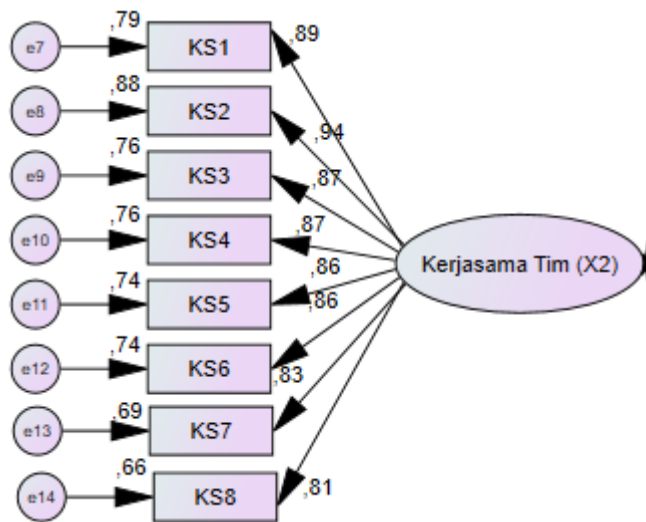 ,79
,89
e7
KS1
,88
e8
KS2
,94
,76
e9
KS3
,87
,76
e10
KS4
,87
Kerjasama Tim (X2)
,74
,86
e11
KS5
,86
,74
e12
KS6
,83
,69
e13
KS7
,66
e14
KS8
,81